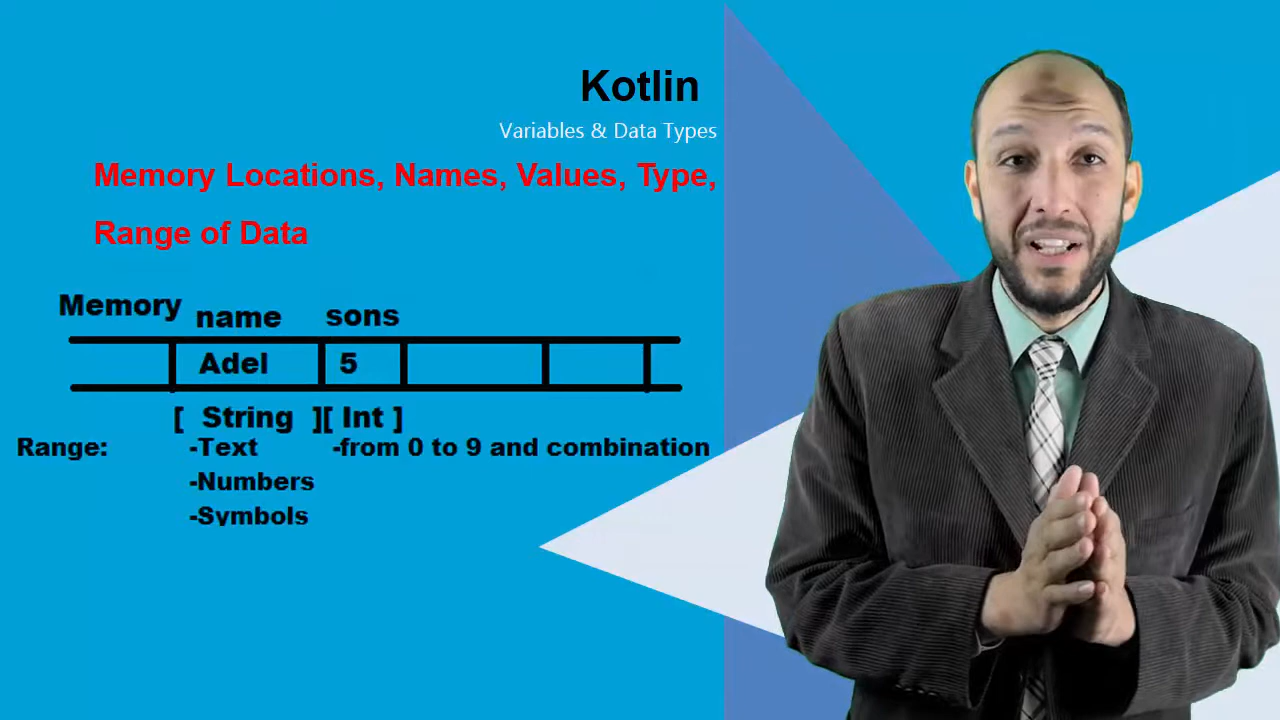 Kotlin
Variables & Data Types
Memory Locations, Names, Values, Type,
Range of Data
Memory name sons
Adel 5
[ String ][ Int ]
Range: -Text -from 0 to 9 and combination
-Numbers
-Symbols